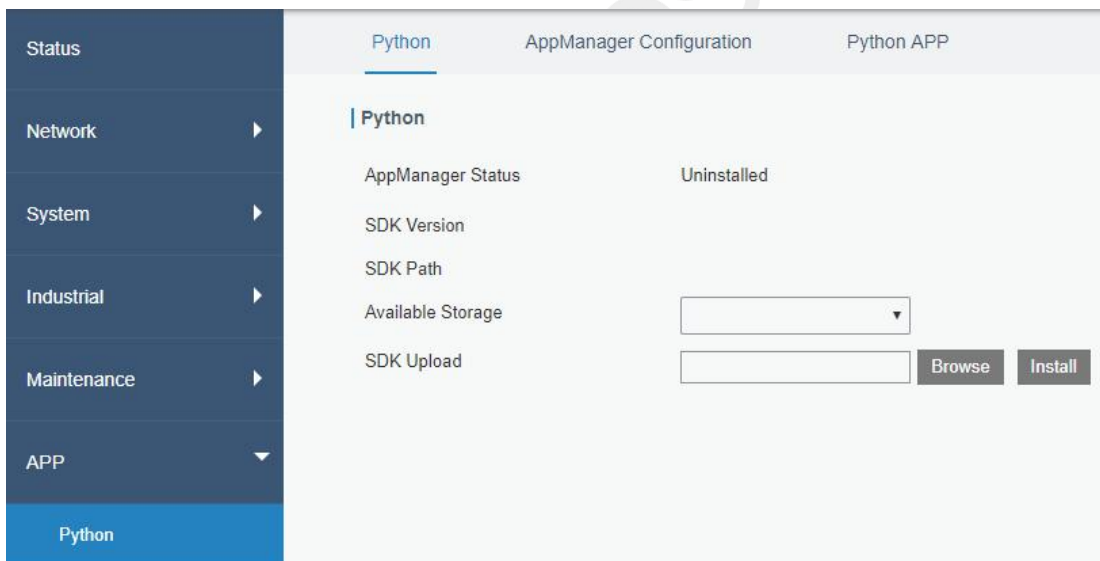 Status
Network
System
Industrial
Maintenance
APP
Python
Python AppManager Configuration Python APP
Python
AppManager Status Uninstalled
SDK Version
SDK Path
Available Storage
SDK Upload Browse Install